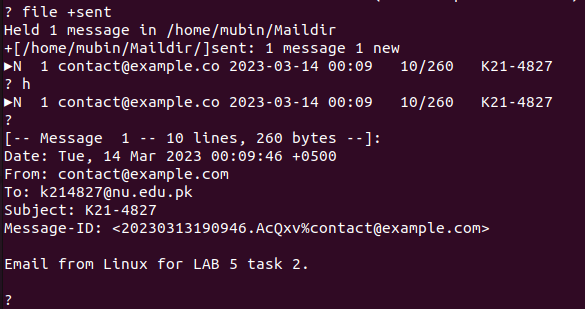 ? file +sent
Held 1 message in /home/mubin/Maildir
+[/home/mubin/Maildir/]sent: 1 message 1 new
▶N  1 contact@example.co 2023-03-14 00:09   10/260   K21-4827
? h
▶N  1 contact@example.co 2023-03-14 00:09   10/260   K21-4827
?
[-- Message  1 -- 10 lines, 260 bytes --]:
Date: Tue, 14 Mar 2023 00:09:46 +0500
From: contact@example.com
To: k214827@nu.edu.pk
Subject: K21-4827
Message-ID: <20230313190946.AcQxv%contact@example.com>

Email from Linux for LAB 5 task 2.

?